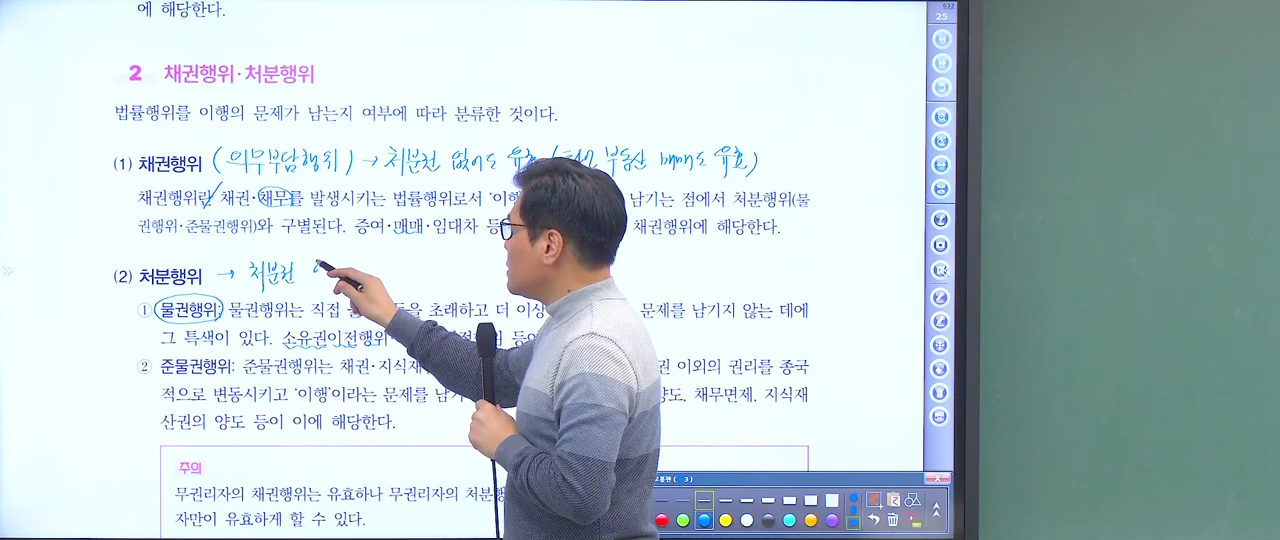 에 해당한다.
2 채권행위·처분행위
법률행위를 이행의 문제가 남는지 여부에 따라 분류한 것이다.
(1) 채권행위 (의무부담행위) → 처분권 없어도 유효 부동산 매매도 유효)
채권행위란 채권·채무를 발생시키는 법률행위로서 '이행 남기는 점에서 처분행위(물
권행위·준물권행위)와 구별된다. 증여·매매·임대차 등 채권행위에 해당한다.
(2) 처분행위 → 처분권
① 물권행위: 물권행위는 직접 을 초래하고 더 이상 문제를 남기지 않는 데에
그 특색이 있다. 소유권이전행위
② 준물권행위: 준물권행위는 채권·지식재 권 이외의 권리를 종국
적으로 변동시키고 '이행'이라는 문제를 남기 양도, 채무면제, 지식재
산권의 양도 등이 이에 해당한다.
주의
무권리자의 채권행위는 유효하나 무권리자의 처분행
자만이 유효하게 할 수 있다.
25